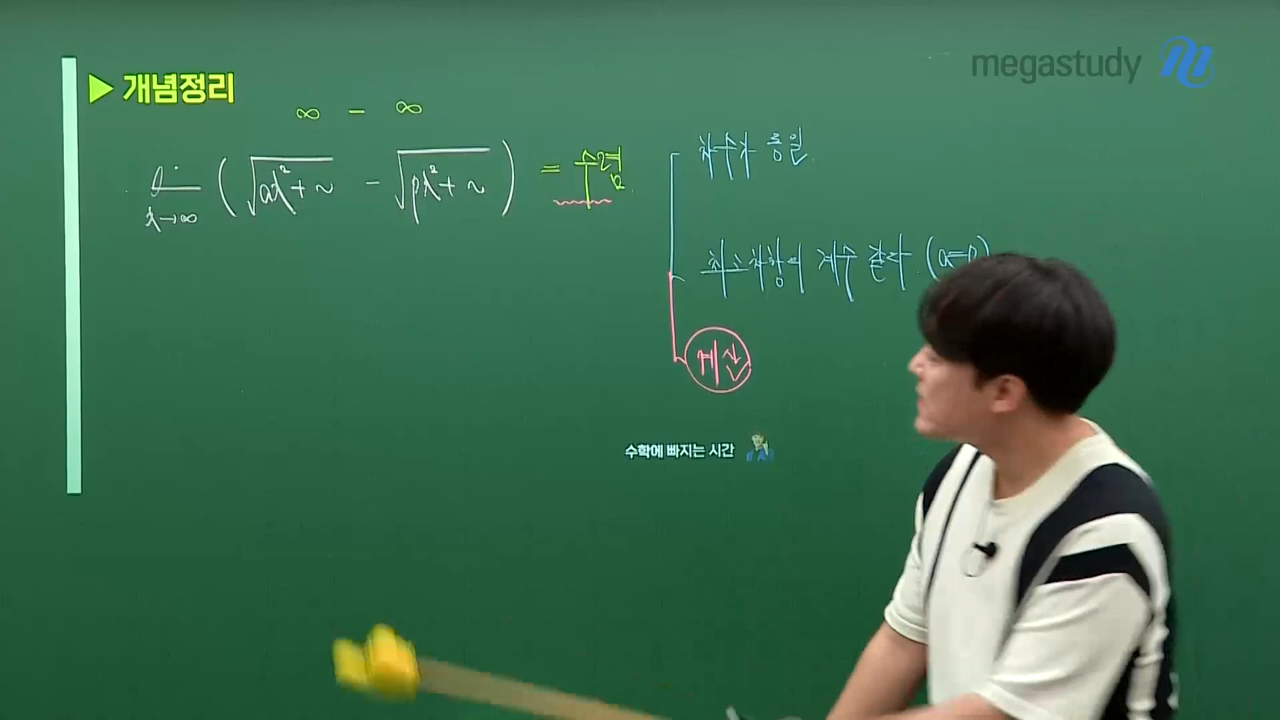 megastudy
▶ 개념정리
∞ - ∞
lim x→∞ (√(ax²+~) - √(px²+~)) = 수렴
차수가 동일
최고차항의 계수 같다. (a=p)
계산
수학에 빠지는 시간